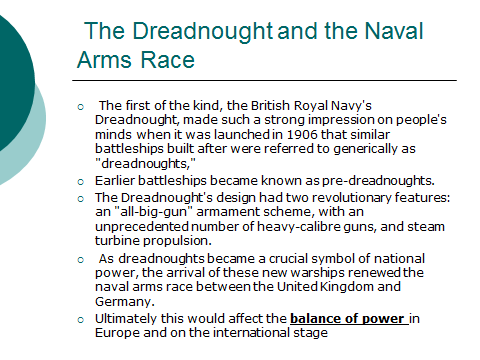 The Dreadnought and the Naval
Arms Race
The first of the kind, the British Royal Navy's
Dreadnought, made such a strong impression on people's
minds when it was launched in 1906 that similar
battleships built after were referred to generically as
"dreadnoughts,"
Earlier battleships became known as pre-dreadnoughts.
The Dreadnought's design had two revolutionary features:
an "all-big-gun" armament scheme, with an
unprecedented number of heavy-calibre guns, and steam
turbine propulsion.
As dreadnoughts became a crucial symbol of national
power, the arrival of these new warships renewed the
naval arms race between the United Kingdom and
Germany.
Ultimately this would affect the balance of power in
Europe and on the international stage